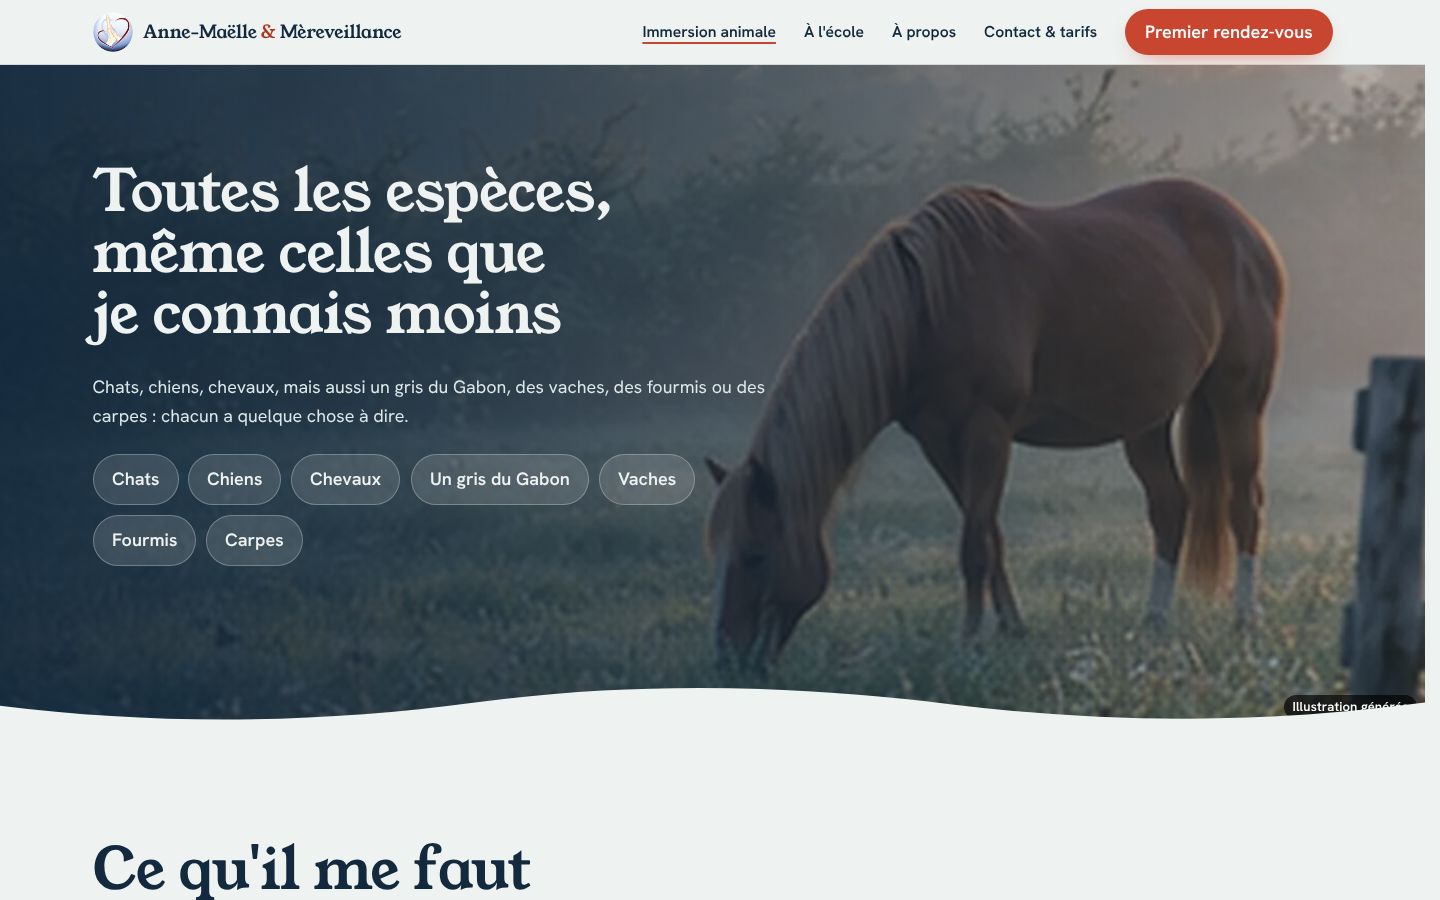 Anne-Maëlle & Mèreveillance
Immersion animale
À l'école
À propos
Contact & tarifs
Premier rendez-vous
Toutes les espèces,
même celles que
je connais moins
Chats, chiens, chevaux, mais aussi un gris du Gabon, des vaches, des fourmis ou des
carpes : chacun a quelque chose à dire.
Chats
Chiens
Chevaux
Un gris du Gabon
Vaches
Fourmis
Carpes
Illustration générée
Ce qu'il me faut